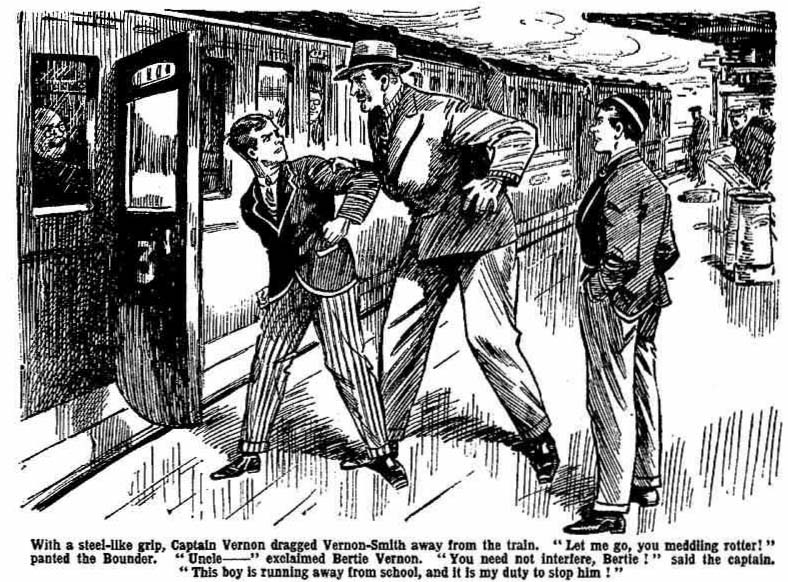 3
With a steel-like grip, Captain Vernon dragged Vernon-Smith away from the train. "Let me go, you meddling rotter!"
panted the Bounder. "Uncle——" exclaimed Bertie Vernon. "You need not interfere, Bertie!" said the captain.
"This boy is running away from school, and it is my duty to stop him!"